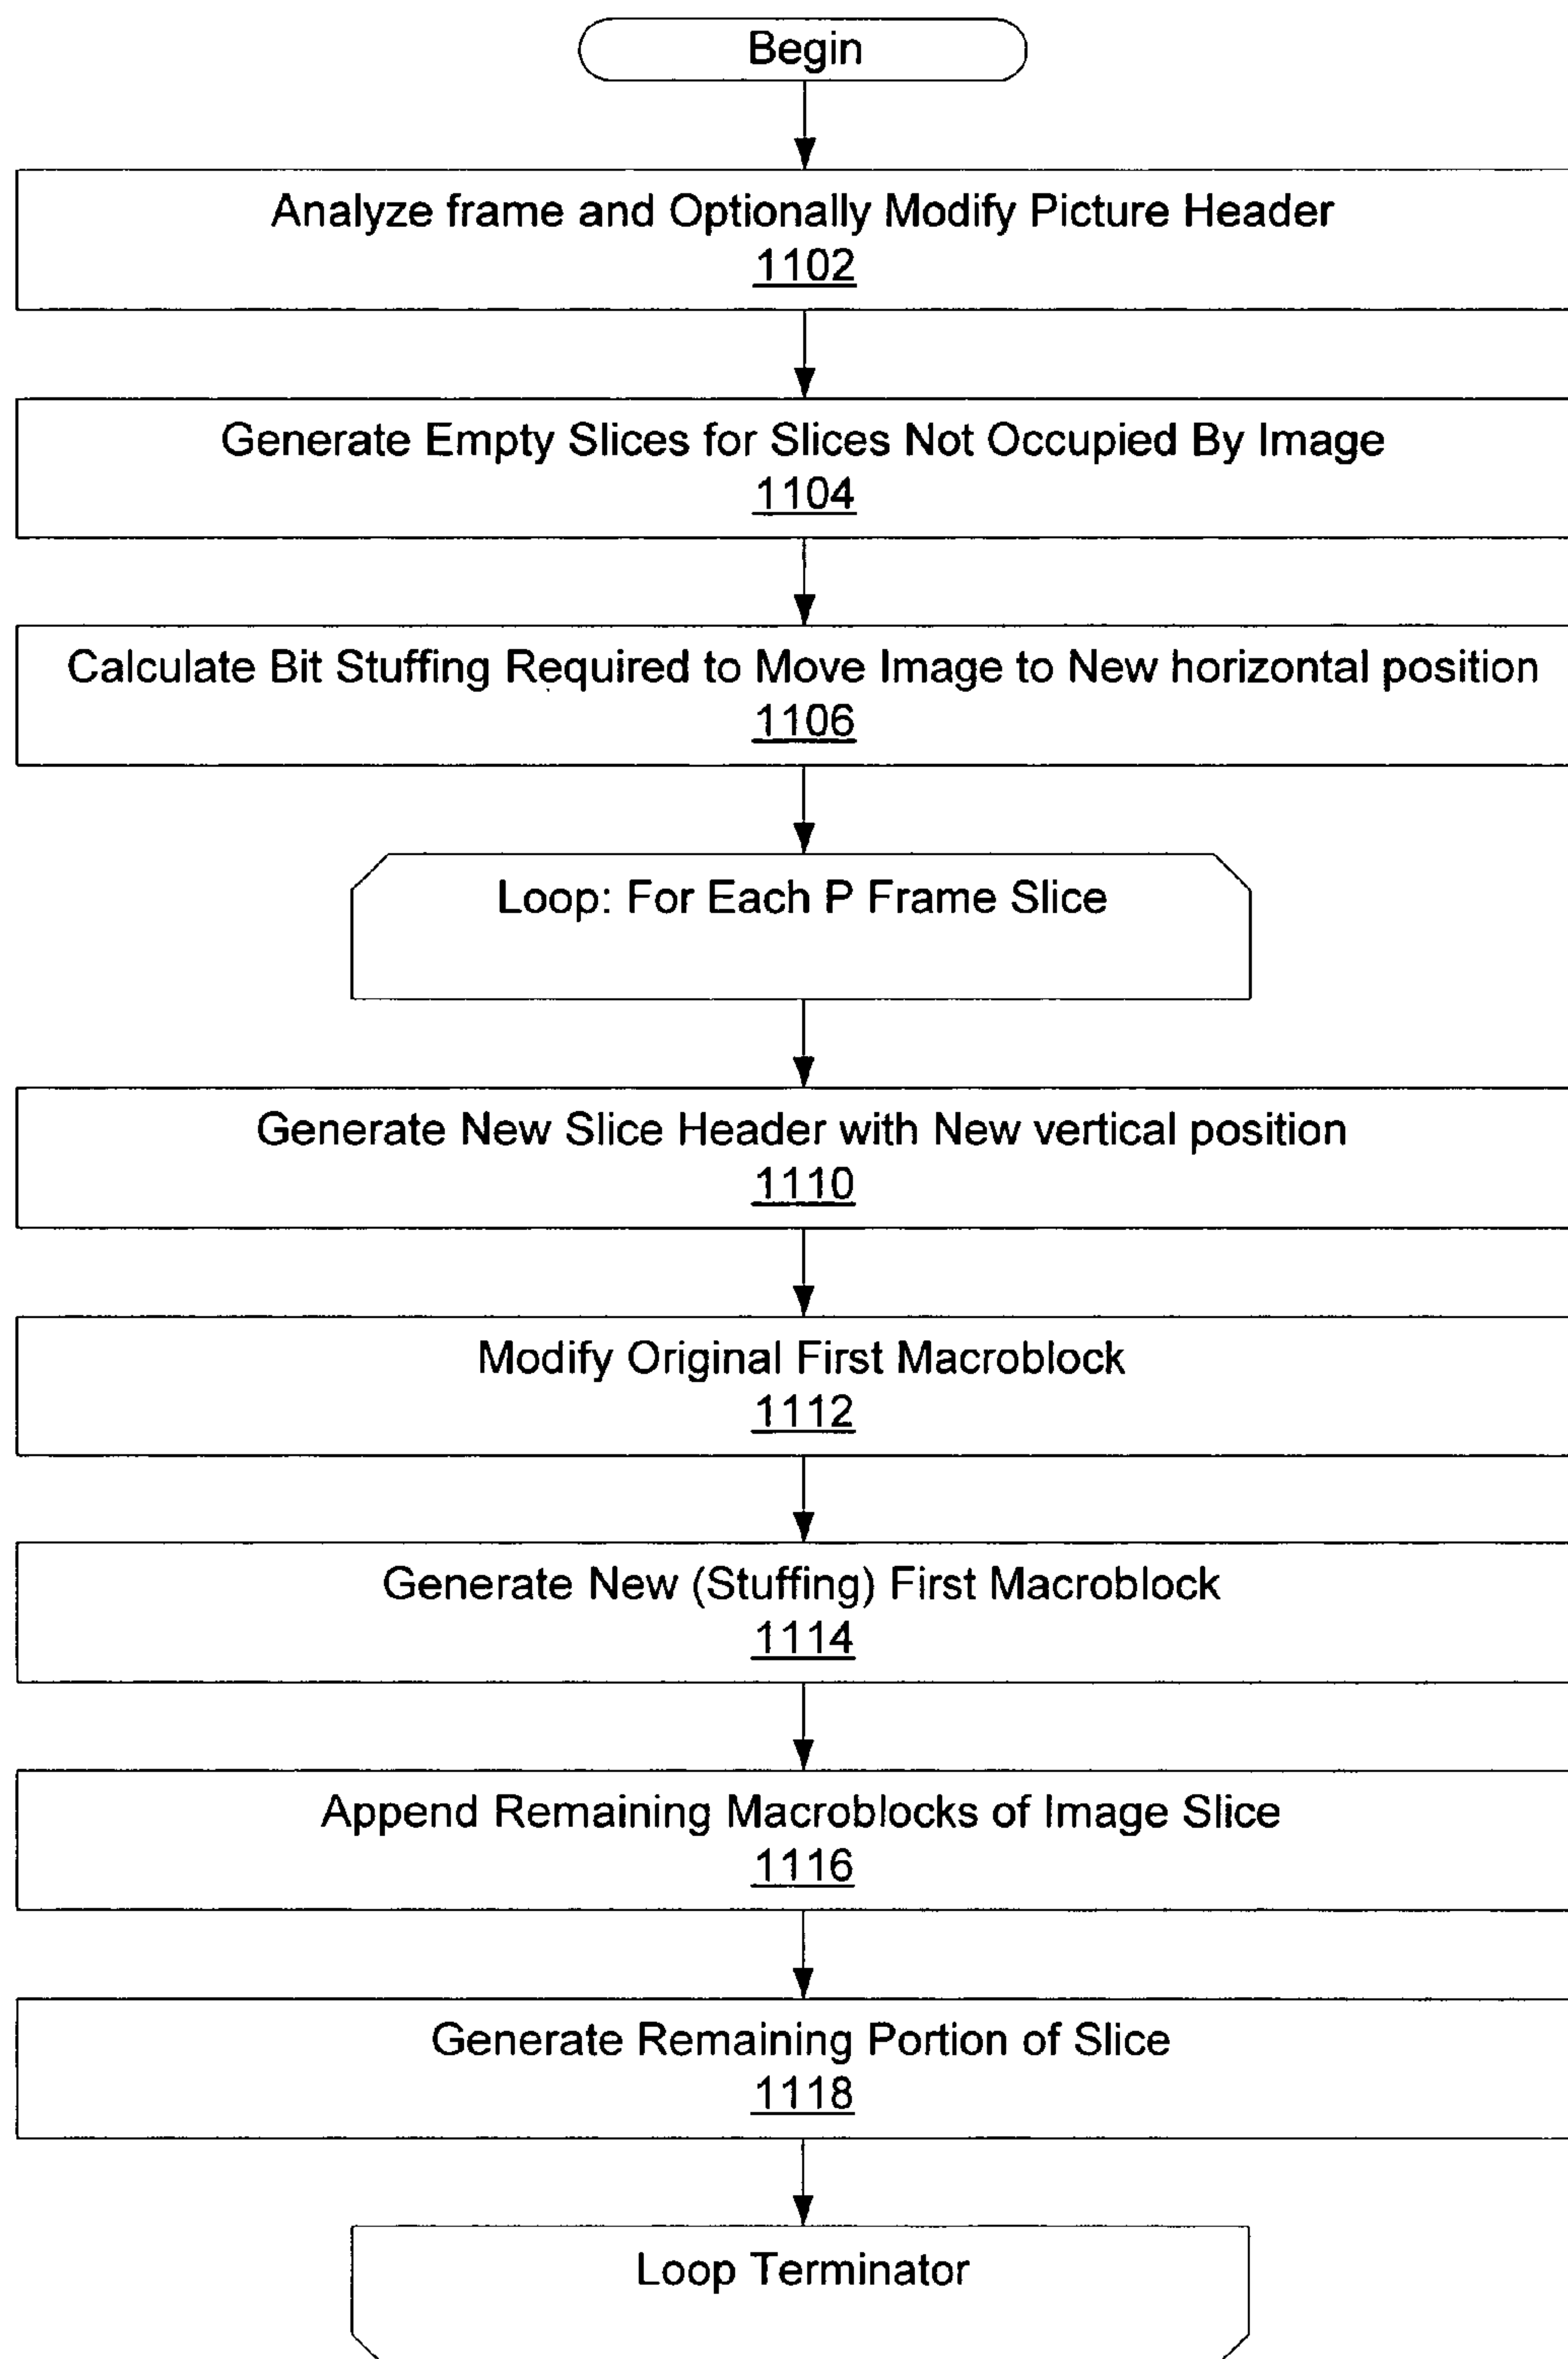 Begin
Analyze frame and Optionally Modify Picture Header
1102
Generate Empty Slices for Slices Not Occupied By Image
1104
Calculate Bit Stuffing Required to Move Image to New horizontal position
1106
Loop: For Each P Frame Slice
Generate New Slice Header with New vertical position
1110
Modify Original First Macroblock
1112
Generate New (Stuffing) First Macroblock
1114
Append Remaining Macroblocks of Image Slice
1116
Generate Remaining Portion of Slice
1118
Loop Terminator